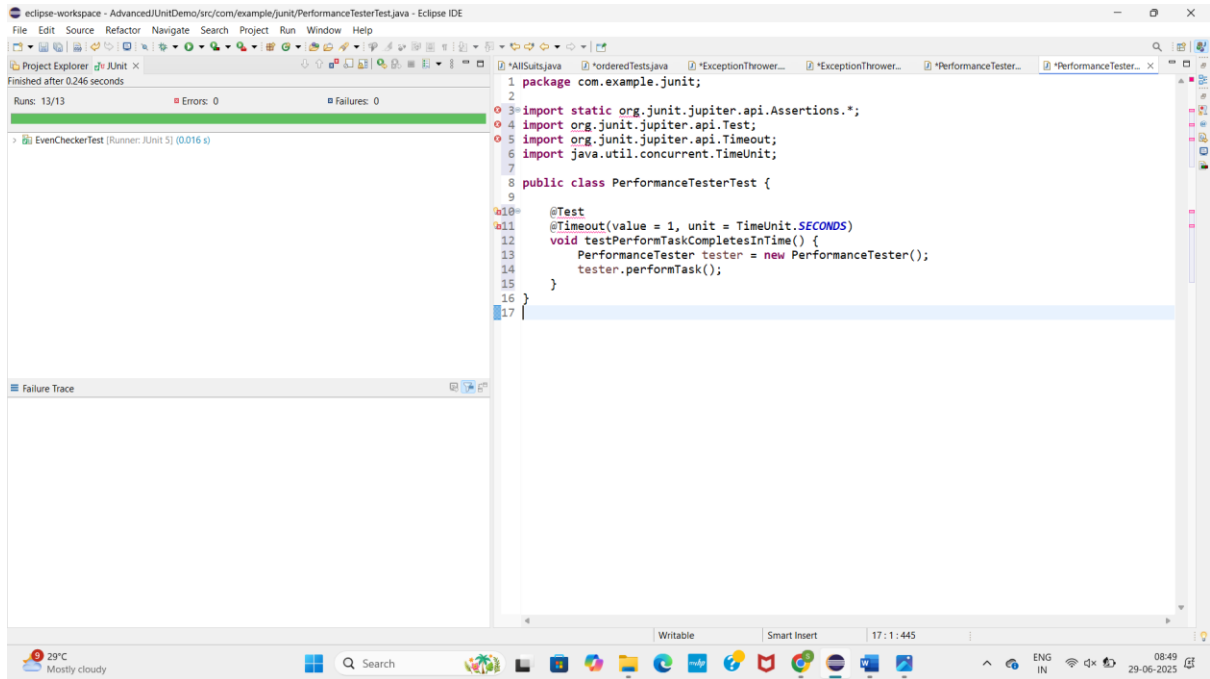 eclipse-workspace - AdvancedJUnitDemo/src/com/example/junit/PerformanceTesterTest.java - Eclipse IDE
File Edit Source Refactor Navigate Search Project Run Window Help
Project Explorer JUnit
*AllSuits.java *orderedTests.java *ExceptionThrower... *ExceptionThrower... *PerformanceTester... *PerformanceTester...
Finished after 0.246 seconds
Runs: 13/13 Errors: 0 Failures: 0
EvenCheckerTest [Runner: JUnit 5] (0.016 s)
1 package com.example.junit;
2
3 import static org.junit.jupiter.api.Assertions.*;
4 import org.junit.jupiter.api.Test;
5 import org.junit.jupiter.api.Timeout;
6 import java.util.concurrent.TimeUnit;
7
8 public class PerformanceTesterTest {
9
10 @Test
11 @Timeout(value = 1, unit = TimeUnit.SECONDS)
12 void testPerformTaskCompletesInTime() {
13 PerformanceTester tester = new PerformanceTester();
14 tester.performTask();
15 }
16 }
17
Failure Trace
Writable Smart Insert 17 : 1 : 445
9
29°C
Mostly cloudy
Search
ENG
IN
08:49
29-06-2025